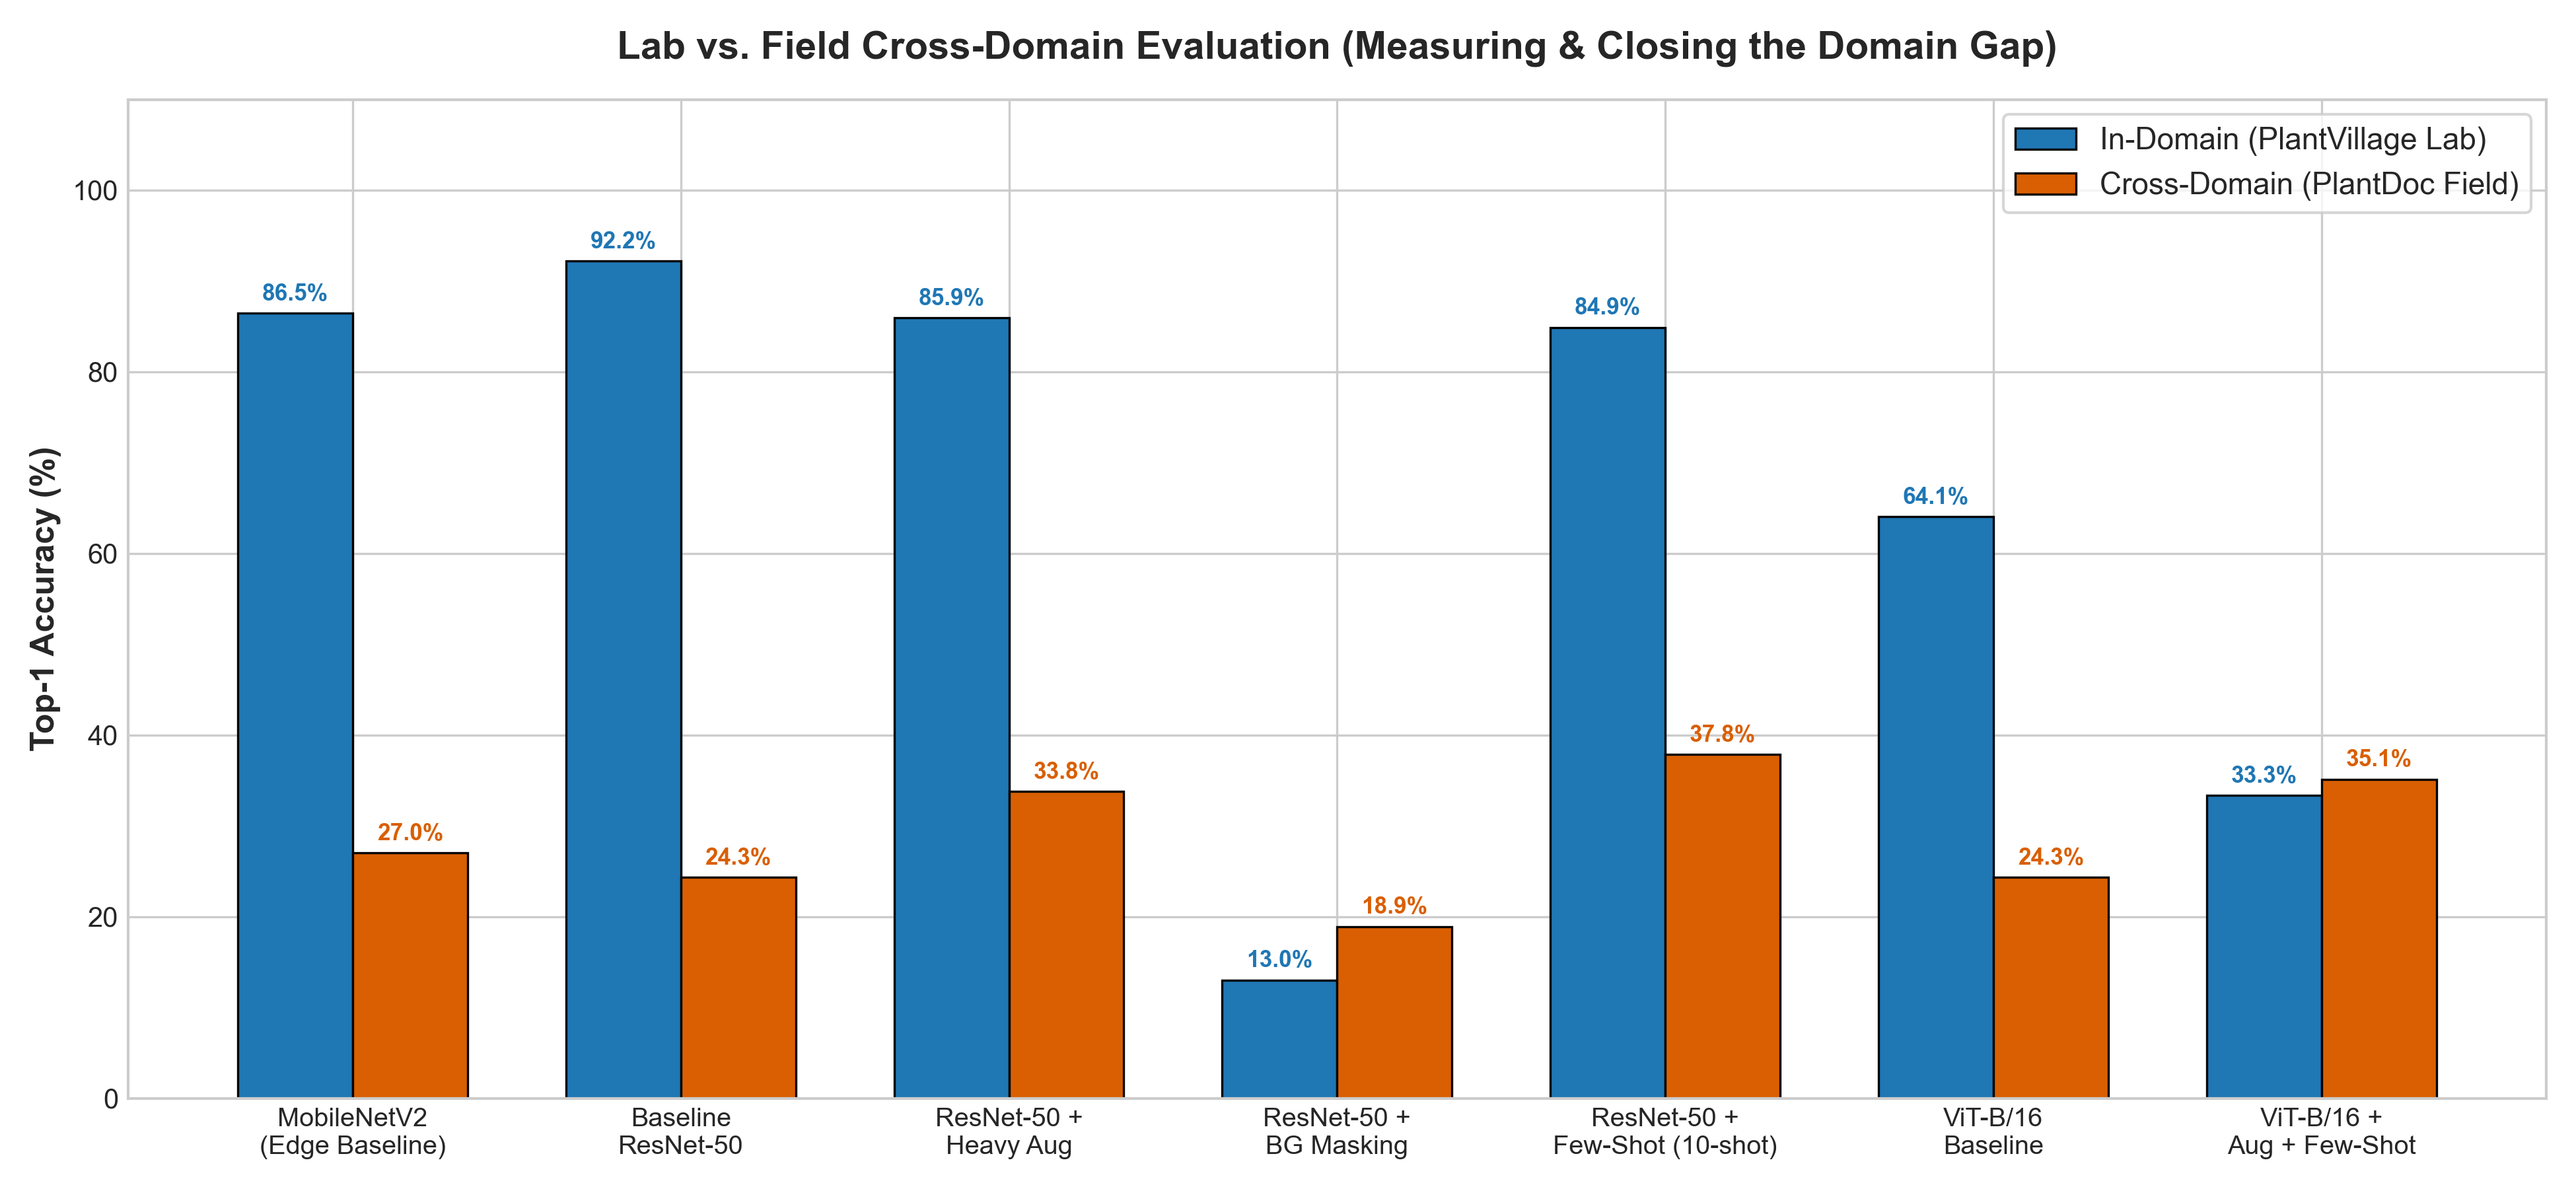 Lab vs. Field Cross-Domain Evaluation (Measuring & Closing the Domain Gap)
In-Domain (PlantVillage Lab)
Cross-Domain (PlantDoc Field)
Top-1 Accuracy (%)
100
80
60
40
20
0
86.5%
27.0%
92.2%
24.3%
85.9%
33.8%
13.0%
18.9%
84.9%
37.8%
64.1%
24.3%
33.3%
35.1%
MobileNetV2
(Edge Baseline)
Baseline
ResNet-50
ResNet-50 +
Heavy Aug
ResNet-50 +
BG Masking
ResNet-50 +
Few-Shot (10-shot)
ViT-B/16
Baseline
ViT-B/16 +
Aug + Few-Shot